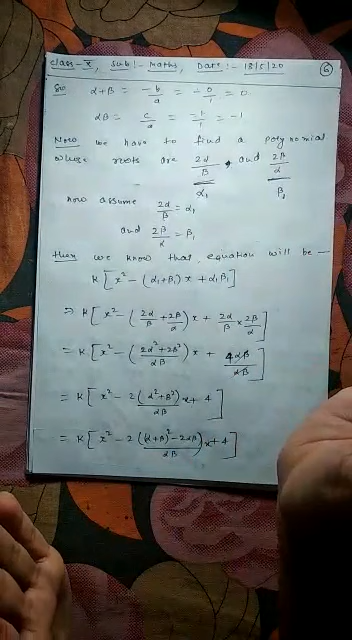 Class-X, Sub!- Maths, Date:- 18/5/20 (6)
So α+β = -b/a = -0/1 = 0
αβ = c/a = -1/1 = -1
Now we have to find a polynomial
whose roots are 2α/β, and 2β/α
α₁ β₁
now assume 2α/β = α₁
and 2β/α = β₁
then we know that, equation will be —
K[x² - (α₁+β₁)x + α₁β₁]
⇒ K[x² - (2α/β + 2β/α)x + 2α/β × 2β/α]
= K[x² - (2α²+2β²/αβ)x + 4αβ/αβ]
= K[x² - 2(α²+β²)/αβ x + 4]
= K[x² - 2((α+β)² - 2αβ)/αβ x + 4]